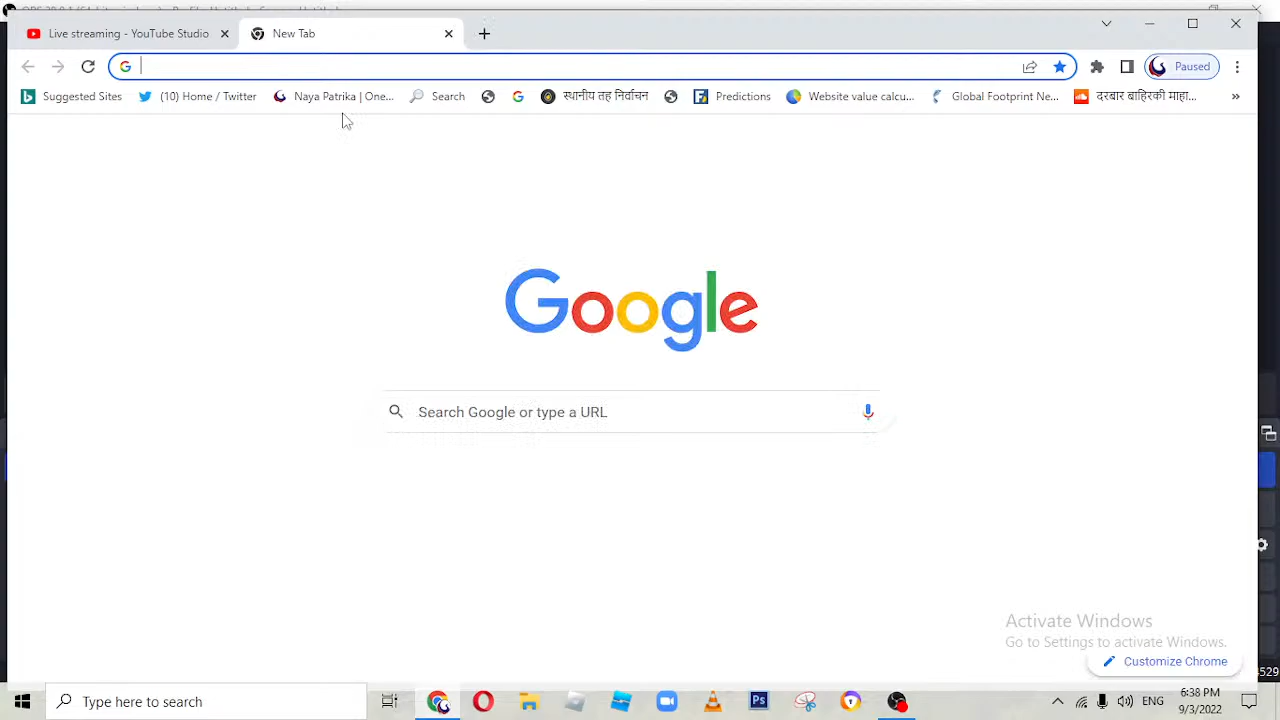 Live streaming - YouTube Studio
New Tab
Paused
Suggested Sites
(10) Home / Twitter
Naya Patrika | One...
Search
स्थानीय तह निर्वाचन
Predictions
Website value calcu...
Global Footprint Ne...
दरबार बाहिरकी माहा...
»
Google
Search Google or type a URL
Activate Windows
Go to Settings to activate Windows.
Customize Chrome
4529
Type here to search
Ps
ENG
6:38 PM
9/3/2022